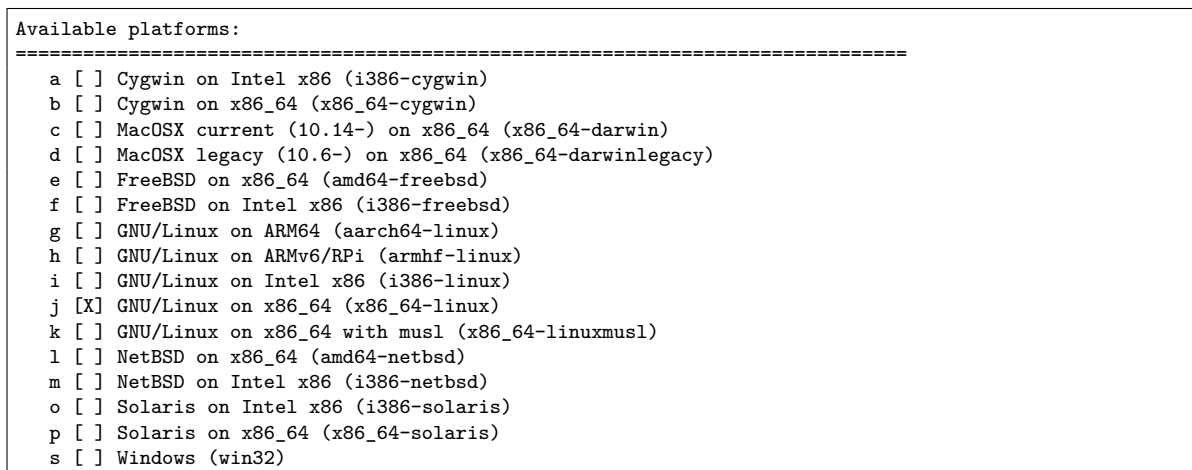 Available platforms:
===============================================================================
   a [ ] Cygwin on Intel x86 (i386-cygwin)
   b [ ] Cygwin on x86_64 (x86_64-cygwin)
   c [ ] MacOSX current (10.14-) on x86_64 (x86_64-darwin)
   d [ ] MacOSX legacy (10.6-) on x86_64 (x86_64-darwinlegacy)
   e [ ] FreeBSD on x86_64 (amd64-freebsd)
   f [ ] FreeBSD on Intel x86 (i386-freebsd)
   g [ ] GNU/Linux on ARM64 (aarch64-linux)
   h [ ] GNU/Linux on ARMv6/RPi (armhf-linux)
   i [ ] GNU/Linux on Intel x86 (i386-linux)
   j [X] GNU/Linux on x86_64 (x86_64-linux)
   k [ ] GNU/Linux on x86_64 with musl (x86_64-linuxmusl)
   l [ ] NetBSD on x86_64 (amd64-netbsd)
   m [ ] NetBSD on Intel x86 (i386-netbsd)
   o [ ] Solaris on Intel x86 (i386-solaris)
   p [ ] Solaris on x86_64 (x86_64-solaris)
   s [ ] Windows (win32)